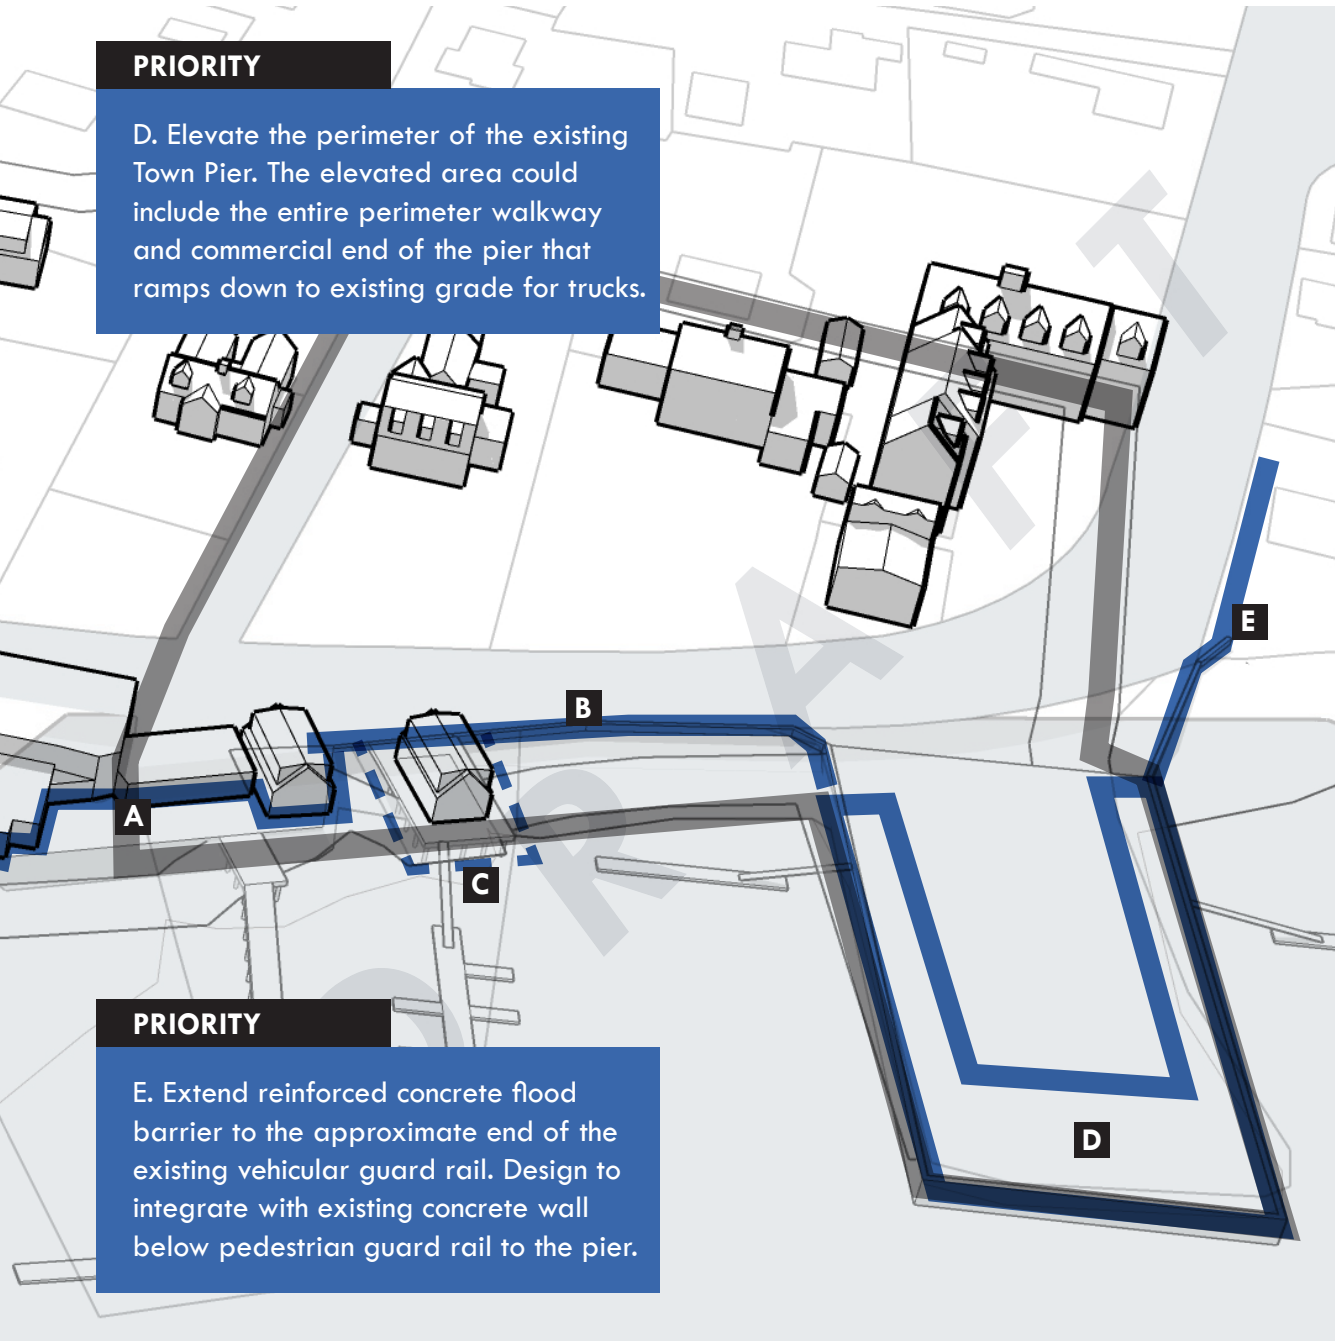 PRIORITY
D. Elevate the perimeter of the existing
Town Pier. The elevated area could
include the entire perimeter walkway
and commercial end of the pier that
ramps down to existing grade for trucks.
E
B
A
C
PRIORITY
E. Extend reinforced concrete flood
barrier to the approximate end of the
existing vehicular guard rail. Design to
integrate with existing concrete wall
below pedestrian guard rail to the pier.
D
O R A F T